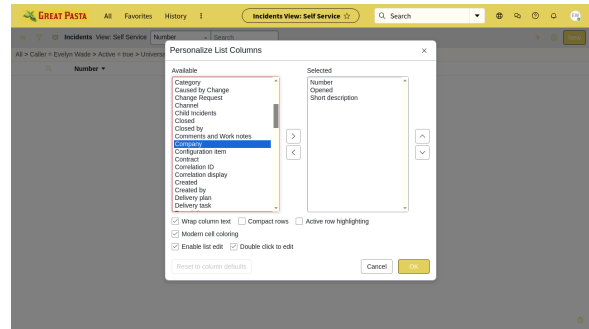 GREAT PASTA All Favorites History Incidents View: Self Service Search
Incidents View: Self Service Number Search
All > Caller = Evelyn Wade > Active = true > Universa
Number
Personalize List Columns
Available
Category
Caused by Change
Change Request
Channel
Child Incidents
Closed
Closed by
Comments and Work notes
Company
Configuration item
Contract
Correlation ID
Correlation display
Created
Created by
Delivery plan
Delivery task
Selected
Number
Opened
Short description
Wrap column text Compact rows Active row highlighting
Modern cell coloring
Enable list edit Double click to edit
Reset to column defaults Cancel OK